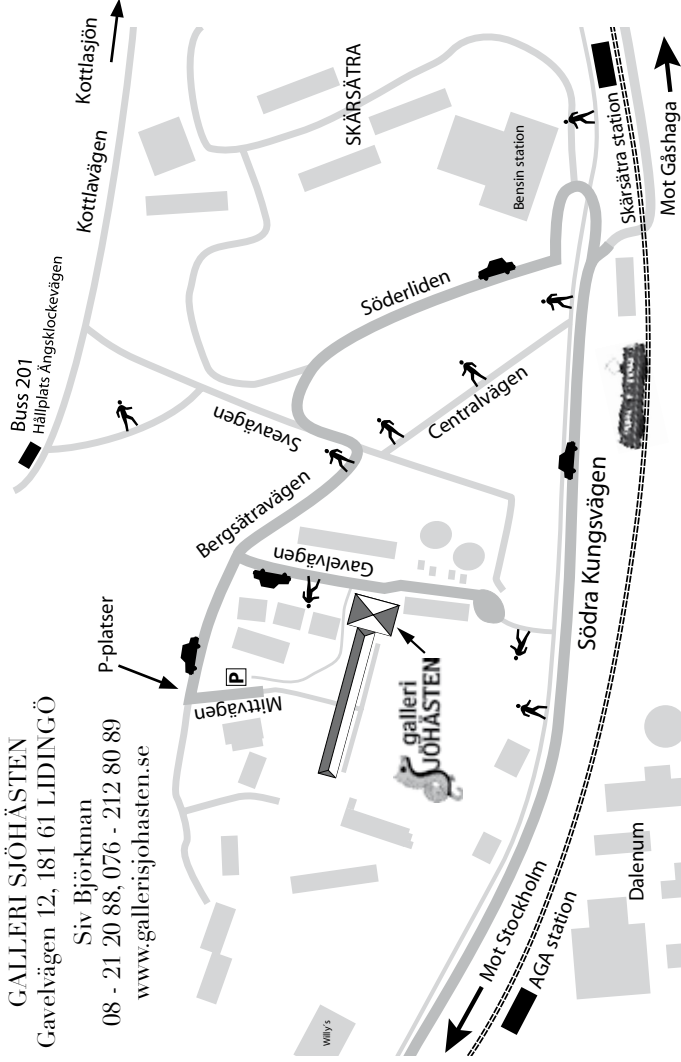 GALLERI SJÖHÄSTEN
Gavelvägen 12, 181 61 LIDINGÖ
Siv Björkman
08 - 21 20 88, 076 - 212 80 89
www.gallerisjohasten.se
P-platser
Buss 201
Hållplats Ängsklockevägen
Kottlavägen
Kottlasjön
SKÄRSÄTRA
Bergsätravägen
Sveavägen
Söderliden
Bensin station
Mittvägen
P
Gavelvägen
Centralvägen
galleri
SJÖHÄSTEN
Södra Kungsvägen
Skärsätra station
Mot Gåshaga
Willy's
Mot Stockholm
AGA station
Dalenum